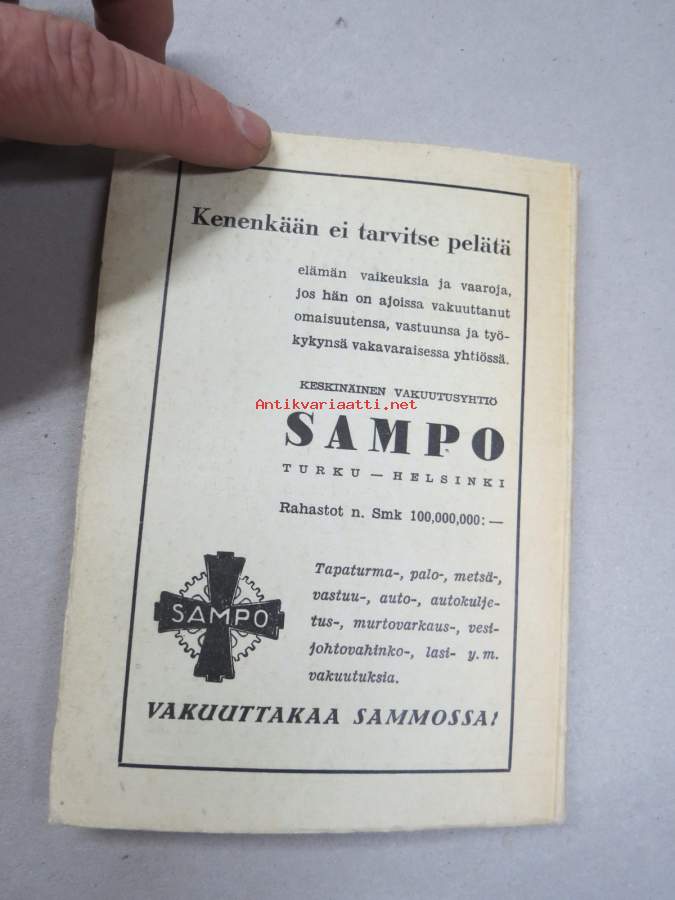 Kenenkään ei tarvitse pelätä
elämän vaikeuksia ja vaaroja,
jos hän on ajoissa vakuuttanut
omaisuutensa, vastuunsa ja työ-
kykynsä vakavaraisessa yhtiössä.
KESKINÄINEN VAKUUTUSYHTIÖ
Antikvariaatti.net
SAMPO
TURKU — HELSINKI
Rahastot n. Smk 100,000,000: —
SAMPO
Tapaturma-, palo-, metsä-,
vastuu-, auto-, autokulje-
tus-, murtovarkaus-, vesi-
johtovahinko-, lasi- y. m.
vakuutuksia.
VAKUUTTAKAA SAMMOSSA!